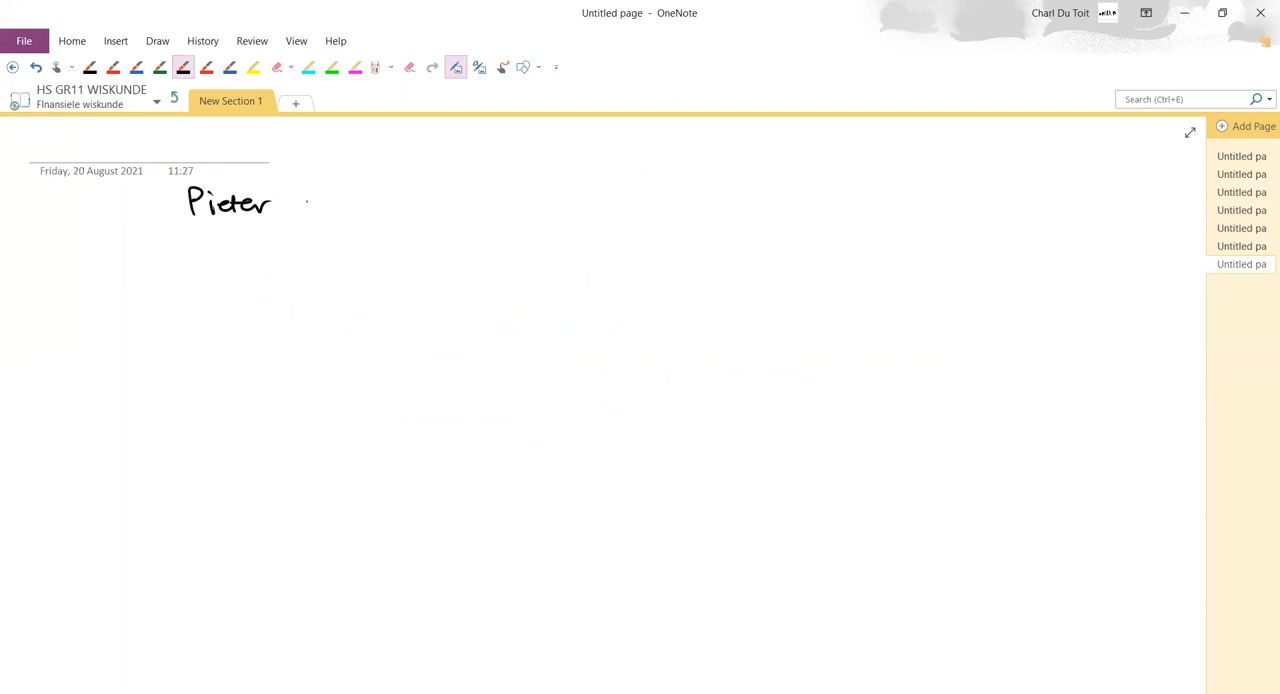 Untitled page - OneNote
Charl Du Toit
File Home Insert Draw History Review View Help
HS GR11 WISKUNDE
FInansiele wiskunde
New Section 1
Search (Ctrl+E)
Add Page
Friday, 20 August 2021 11:27
Pieter
Untitled pa
Untitled pa
Untitled pa
Untitled pa
Untitled pa
Untitled pa
Untitled pa